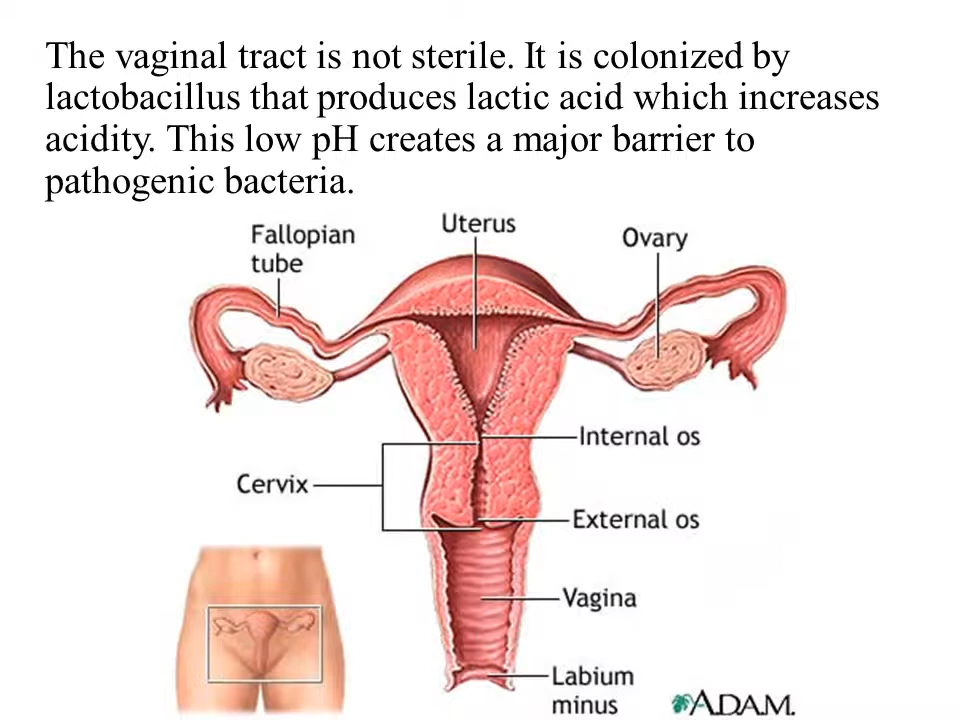 The vaginal tract is not sterile. It is colonized by
lactobacillus that produces lactic acid which increases
acidity. This low pH creates a major barrier to
pathogenic bacteria.
Uterus
Fallopian
tube
Ovary
Internal os
Cervix
External os
Vagina
Labium
minus
A.D.A.M.